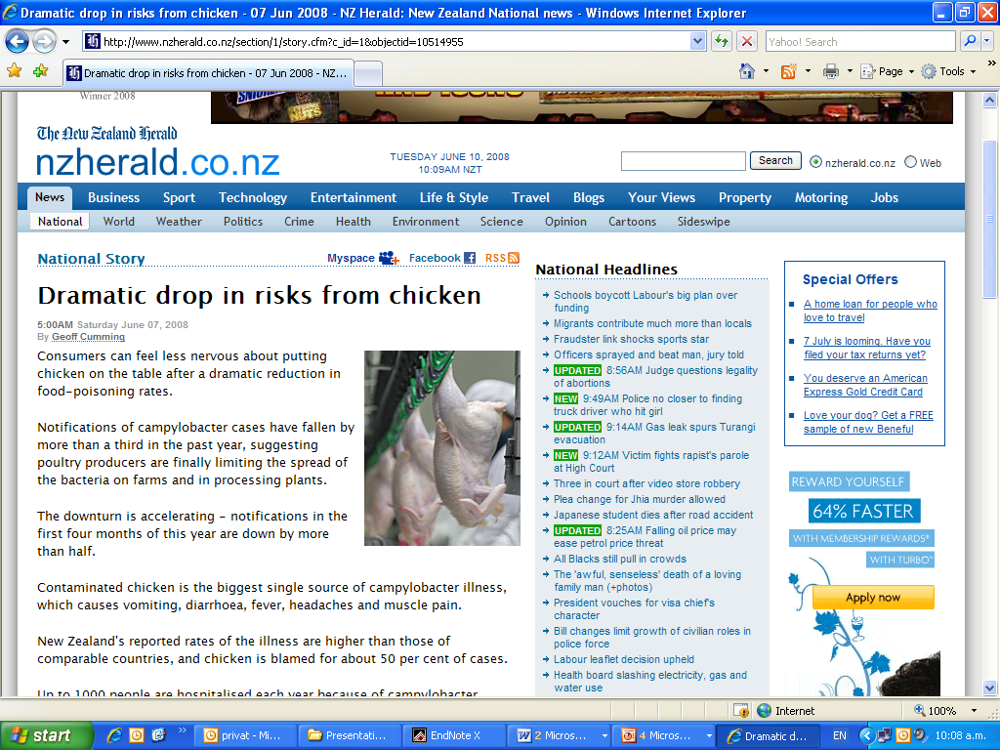 Dramatic drop in risks from chicken - 07 Jun 2008 - NZ Herald: New Zealand National news - Windows Internet Explorer
http://www.nzherald.co.nz/section/1/story.cfm?c_id=1&objectid=10514955
Yahoo! Search
Dramatic drop in risks from chicken - 07 Jun 2008 - NZ...
Page
Tools
Winner 2008
SNICKERS
NUTS
The New Zealand Herald
nzherald.co.nz
TUESDAY JUNE 10, 2008
10:09AM NZT
Search
nzherald.co.nz
Web
News Business Sport Technology Entertainment Life & Style Travel Blogs Your Views Property Motoring Jobs
National World Weather Politics Crime Health Environment Science Opinion Cartoons Sideswipe
National Story
Myspace Facebook RSS
Dramatic drop in risks from chicken
5:00AM Saturday June 07, 2008
By Geoff Cumming
Consumers can feel less nervous about putting
chicken on the table after a dramatic reduction in
food-poisoning rates.
Notifications of campylobacter cases have fallen by
more than a third in the past year, suggesting
poultry producers are finally limiting the spread of
the bacteria on farms and in processing plants.
The downturn is accelerating - notifications in the
first four months of this year are down by more
than half.
Contaminated chicken is the biggest single source of campylobacter illness,
which causes vomiting, diarrhoea, fever, headaches and muscle pain.
New Zealand's reported rates of the illness are higher than those of
comparable countries, and chicken is blamed for about 50 per cent of cases.
Up to 1000 people are hospitalised each year because of campylobacter
National Headlines
Schools boycott Labour's big plan over
funding
Migrants contribute much more than locals
Fraudster link shocks sports star
Officers sprayed and beat man, jury told
UPDATED 8:56AM Judge questions legality
of abortions
NEW 9:49AM Police no closer to finding
truck driver who hit girl
UPDATED 9:14AM Gas leak spurs Turangi
evacuation
NEW 9:12AM Victim fights rapist's parole
at High Court
Three in court after video store robbery
Plea change for Jhia murder allowed
Japanese student dies after road accident
UPDATED 8:25AM Falling oil price may
ease petrol price threat
All Blacks still pull in crowds
The 'awful, senseless' death of a loving
family man (+photos)
President vouches for visa chief's
character
Bill changes limit growth of civilian roles in
police force
Labour leaflet decision upheld
Health board slashing electricity, gas and
water use
Special Offers
A home loan for people who
love to travel
7 July is looming. Have you
filed your tax returns yet?
You deserve an American
Express Gold Credit Card
Love your dog? Get a FREE
sample of new Beneful
REWARD YOURSELF
64% FASTER
WITH MEMBERSHIP REWARDS®
WITH TURBO™
Apply now
Internet
100%
start
privat - Mi...
Presentati...
EndNote X
2 Micros...
4 Micros...
Dramatic d...
EN
10:08 a.m.